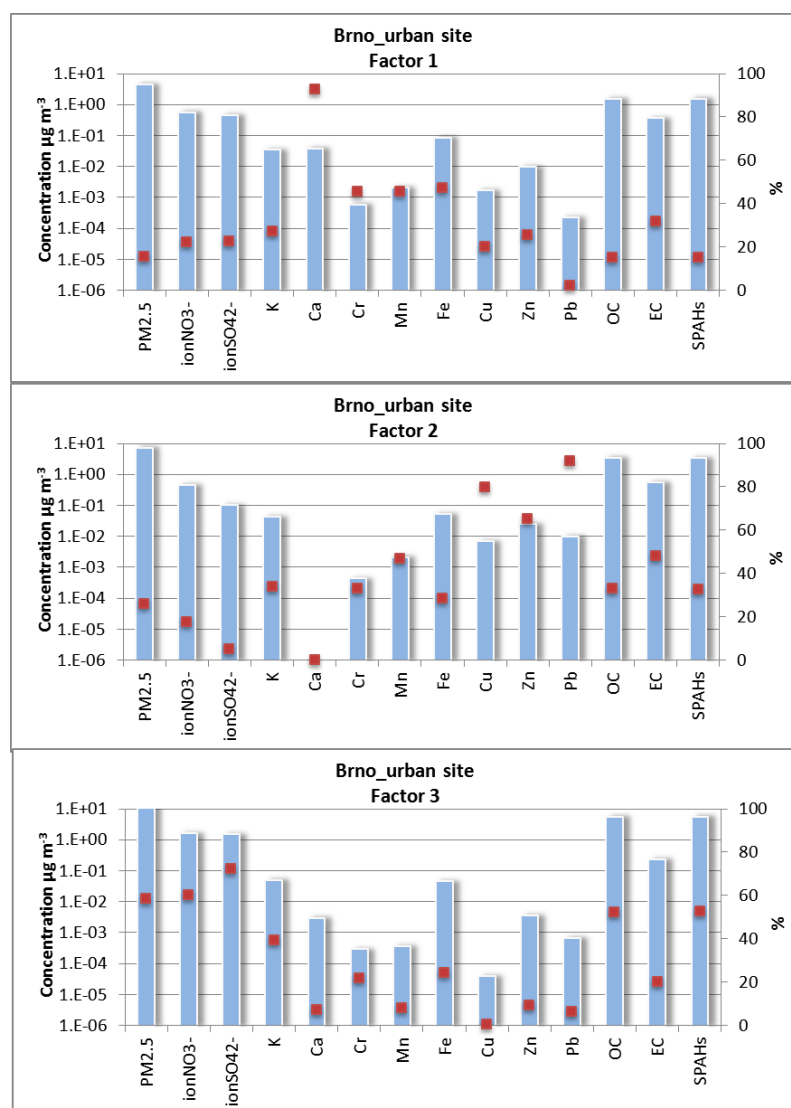 Brno_urban site
Factor 1
Concentration µg m-3
1.E+01
1.E+00
1.E-01
1.E-02
1.E-03
1.E-04
1.E-05
1.E-06
100
80
60
40
20
0
%
PM2.5
ionNO3-
ionSO42-
K
Ca
Cr
Mn
Fe
Cu
Zn
Pb
OC
EC
SPAHs
Brno_urban site
Factor 2
Concentration µg m-3
1.E+01
1.E+00
1.E-01
1.E-02
1.E-03
1.E-04
1.E-05
1.E-06
100
80
60
40
20
0
%
PM2.5
ionNO3-
ionSO42-
K
Ca
Cr
Mn
Fe
Cu
Zn
Pb
OC
EC
SPAHs
Brno_urban site
Factor 3
Concentration µg m-3
1.E+01
1.E+00
1.E-01
1.E-02
1.E-03
1.E-04
1.E-05
1.E-06
100
80
60
40
20
0
%
PM2.5
ionNO3-
ionSO42-
K
Ca
Cr
Mn
Fe
Cu
Zn
Pb
OC
EC
SPAHs